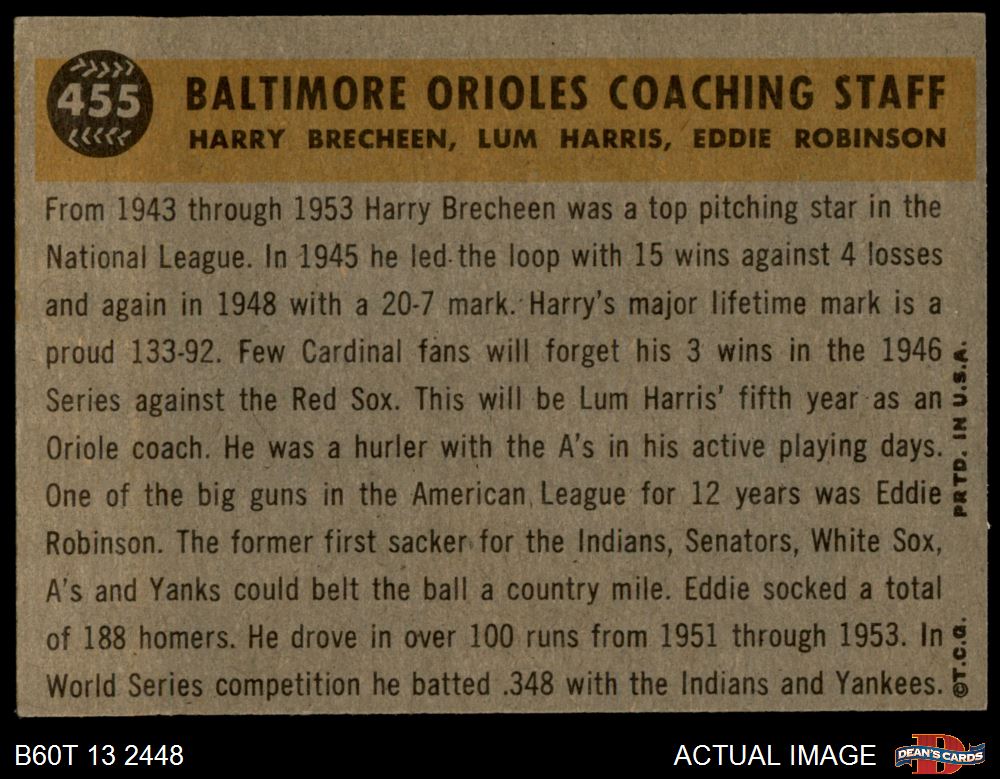 455
BALTIMORE ORIOLES COACHING STAFF
HARRY BRECHEEN, LUM HARRIS, EDDIE ROBINSON
From 1943 through 1953 Harry Brecheen was a top pitching star in the
National League. In 1945 he led the loop with 15 wins against 4 losses
and again in 1948 with a 20-7 mark. Harry's major lifetime mark is a
proud 133-92. Few Cardinal fans will forget his 3 wins in the 1946
Series against the Red Sox. This will be Lum Harris' fifth year as an
Oriole coach. He was a hurler with the A's in his active playing days.
One of the big guns in the American League for 12 years was Eddie
Robinson. The former first sacker for the Indians, Senators, White Sox,
A's and Yanks could belt the ball a country mile. Eddie socked a total
of 188 homers. He drove in over 100 runs from 1951 through 1953. In
World Series competition he batted .348 with the Indians and Yankees.
©T.C.G. PRTD. IN U.S.A.
B60T 13 2448
ACTUAL IMAGE
DEAN'S CARDS